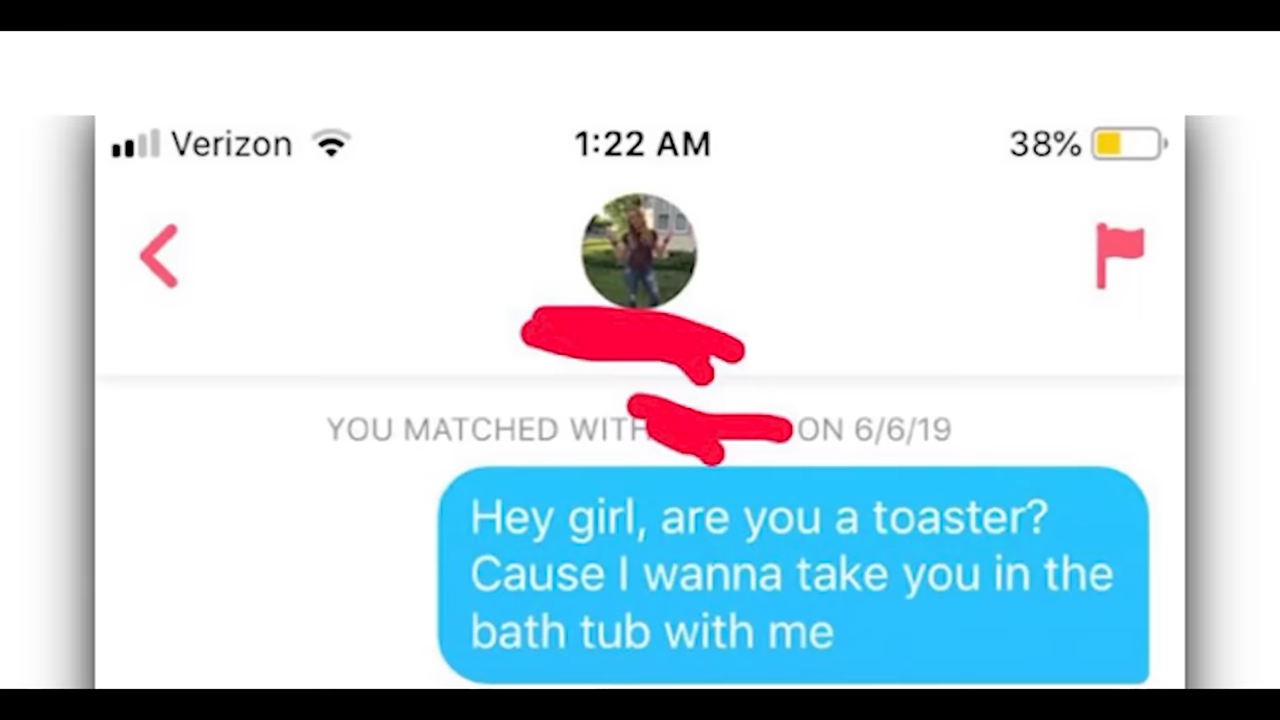 Verizon 1:22 AM 38%
YOU MATCHED WITH ON 6/6/19
Hey girl, are you a toaster?
Cause I wanna take you in the
bath tub with me